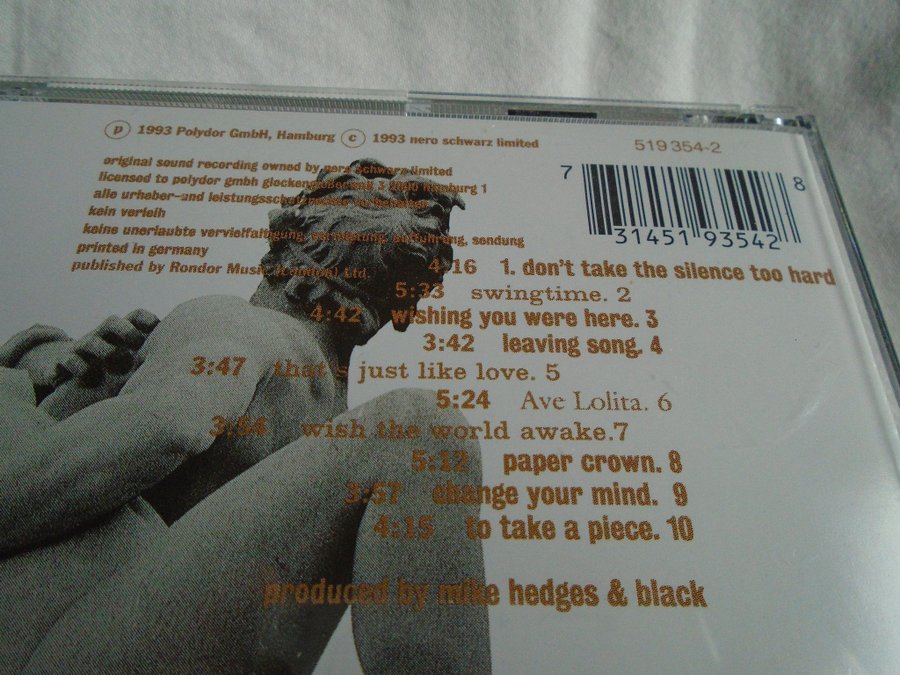 p 1993 Polydor GmbH, Hamburg c 1993 nero schwarz limited
519 354-2
original sound recording owned by nero schwarz limited
licensed to polydor gmbh 3 hamburg 1
alle urheber-und
kein verleih
keine unerlaubte vervielfältigung, vermietung, aufführung, sendung
printed in germany
published by Rondor Music (London) Ltd.
7 31451 93542 8
4:16 1. don't take the silence too hard
5:33 swingtime. 2
4:42 wishing you were here. 3
3:42 leaving song. 4
3:47 that's just like love. 5
5:24 Ave Lolita. 6
wish the world awake.7
5:12 paper crown. 8
3:57 change your mind. 9
4:15 to take a piece. 10
produced by mike hedges & black